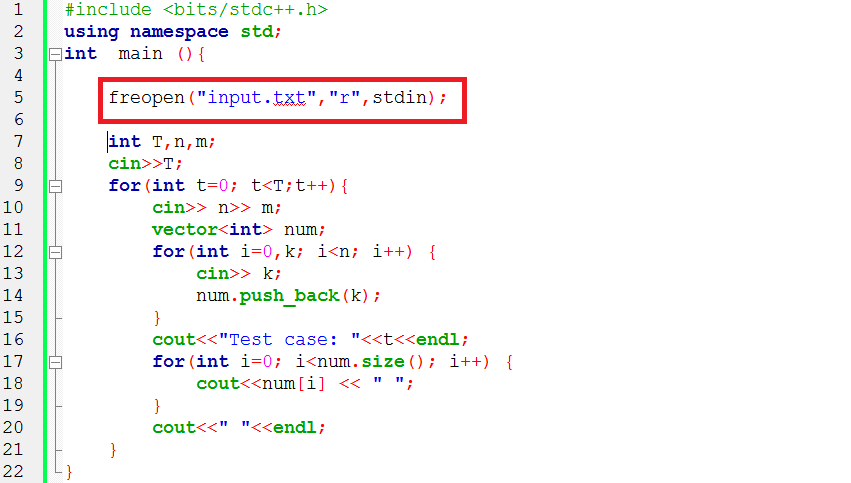 1 #include <bits/stdc++.h>
2 using namespace std;
3 int  main (){
4
5     freopen("input.txt","r",stdin);
6
7     int T,n,m;
8     cin>>T;
9     for(int t=0; t<T;t++){
10         cin>> n>> m;
11         vector<int> num;
12         for(int i=0,k; i<n; i++) {
13             cin>> k;
14             num.push_back(k);
15         }
16         cout<<"Test case: "<<t<<endl;
17         for(int i=0; i<num.size(); i++) {
18             cout<<num[i] << " ";
19         }
20         cout<<" "<<endl;
21     }
22 }